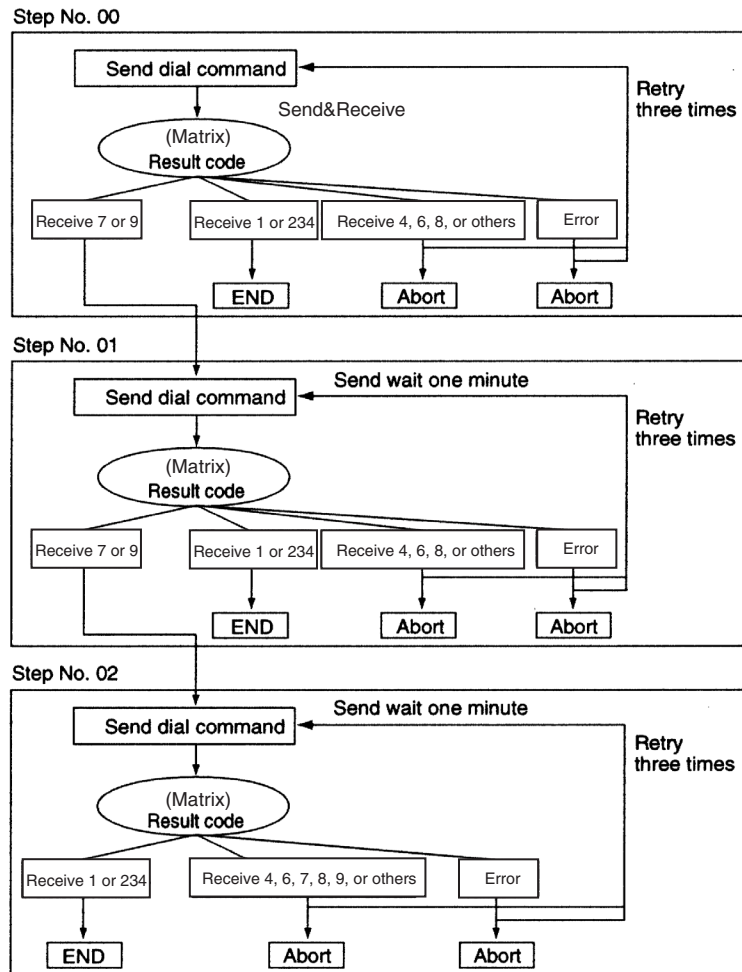 Step No. 00
Send dial command
Retry
three times
Send&Receive
(Matrix)
Result code
Receive 7 or 9
Receive 1 or 234
Receive 4, 6, 8, or others
Error
END
Abort
Abort
Step No. 01
Send wait one minute
Send dial command
Retry
three times
(Matrix)
Result code
Receive 7 or 9
Receive 1 or 234
Receive 4, 6, 8, or others
Error
END
Abort
Abort
Step No. 02
Send wait one minute
Send dial command
Retry
three times
(Matrix)
Result code
Receive 1 or 234
Receive 4, 6, 7, 8, 9, or others
Error
END
Abort
Abort